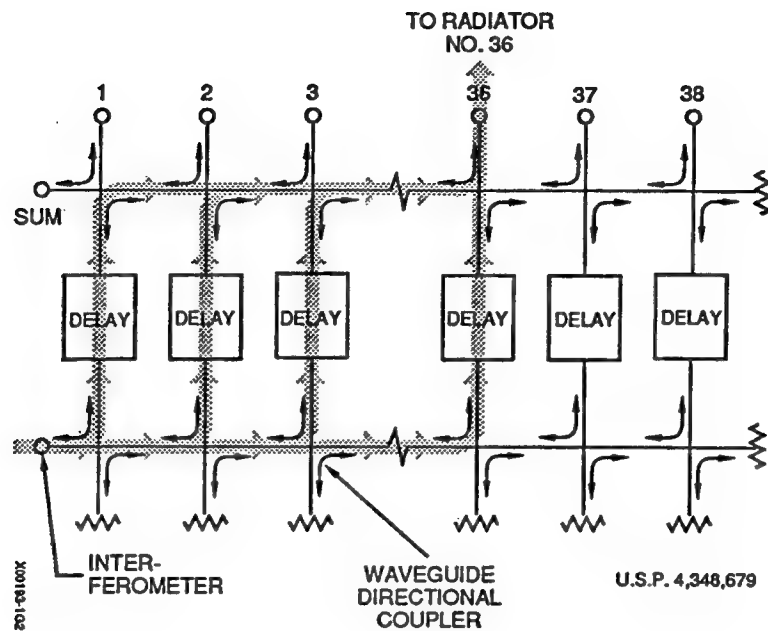 TO RADIATOR
NO. 36
1 2 3 36 37 38
SUM
DELAY DELAY DELAY DELAY DELAY DELAY
INTER-
FEROMETER
WAVEGUIDE
DIRECTIONAL
COUPLER
U.S.P. 4,348,679